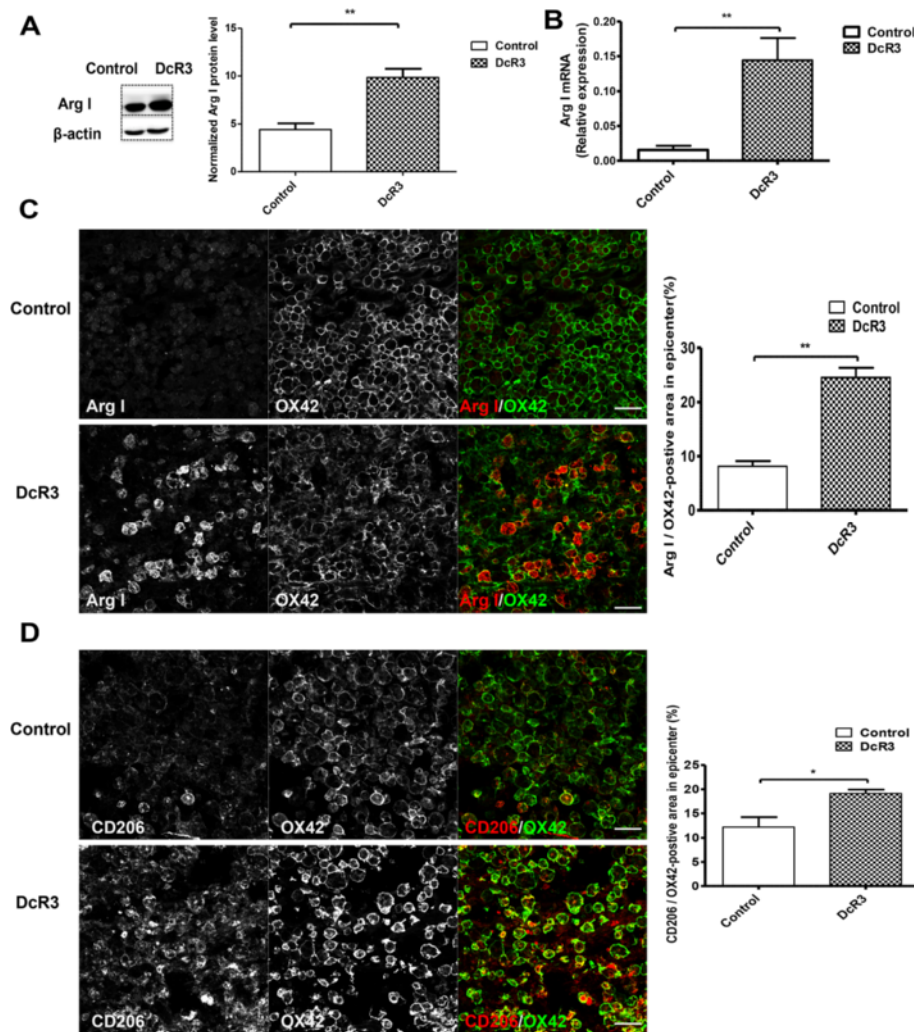 A
Control DcR3
Arg I
β-actin
Normalized Arg I protein level
15
10
5
0
**
Control
DcR3
Control
DcR3
B
Arg I mRNA
(Relative expression)
0.20
0.15
0.10
0.05
0.00
**
Control
DcR3
Control
DcR3
C
Control
Arg I
OX42
Arg I/OX42
DcR3
Arg I
OX42
Arg I/OX42
Arg I / OX42-postive area in epicenter(%)
30
20
10
0
**
Control
DcR3
Control
DcR3
D
Control
CD206
OX42
CD206/OX42
DcR3
CD206
OX42
CD206/OX42
CD206 / OX42-postive area in epicenter (%)
25
20
15
10
5
0
*
Control
DcR3
Control
DcR3